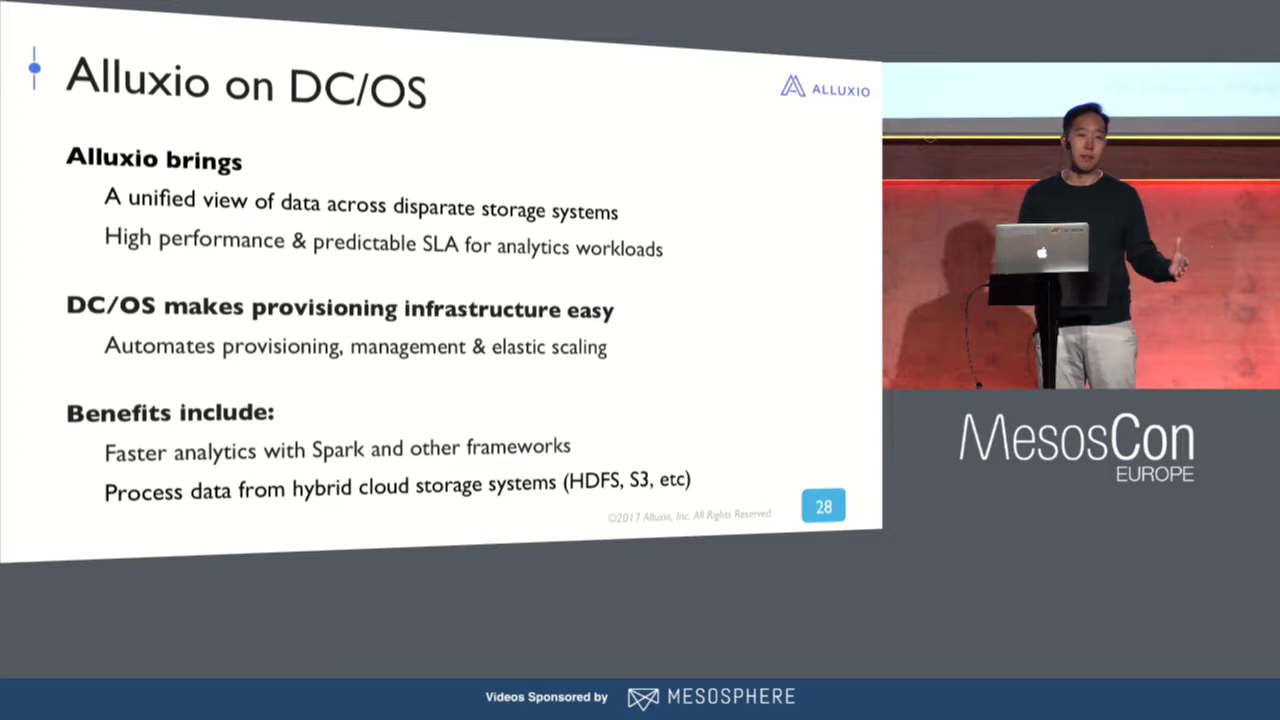 Alluxio on DC/OS
ALLUXIO
Alluxio brings
A unified view of data across disparate storage systems
High performance & predictable SLA for analytics workloads
DC/OS makes provisioning infrastructure easy
Automates provisioning, management & elastic scaling
Benefits include:
Faster analytics with Spark and other frameworks
Process data from hybrid cloud storage systems (HDFS, S3, etc)
©2017 Alluxio, Inc. All Rights Reserved
28
MesosCon
EUROPE
Videos Sponsored by MESOSPHERE